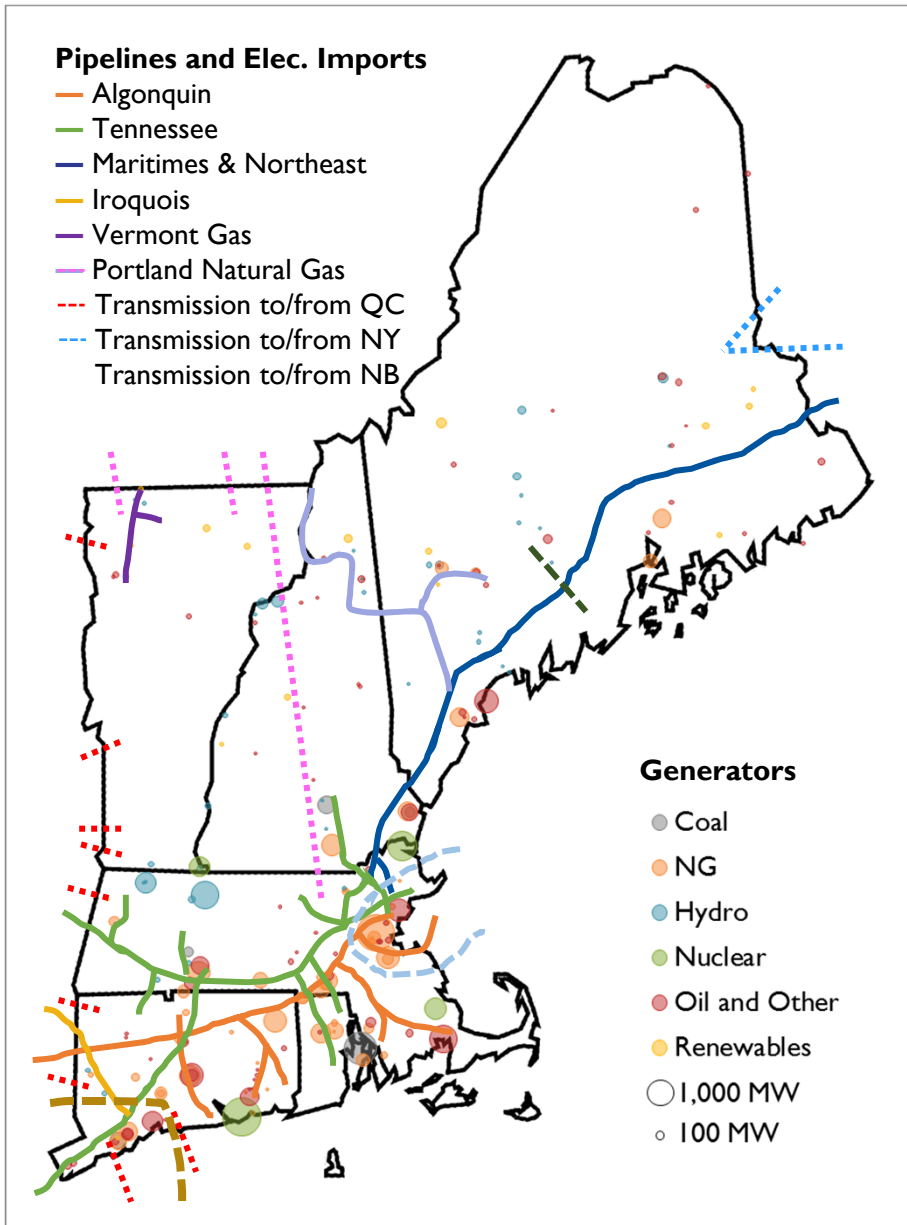 Pipelines and Elec. Imports
Algonquin
Tennessee
Maritimes & Northeast
Iroquois
Vermont Gas
Portland Natural Gas
Transmission to/from QC
Transmission to/from NY
Transmission to/from NB
Generators
Coal
NG
Hydro
Nuclear
Oil and Other
Renewables
1,000 MW
100 MW